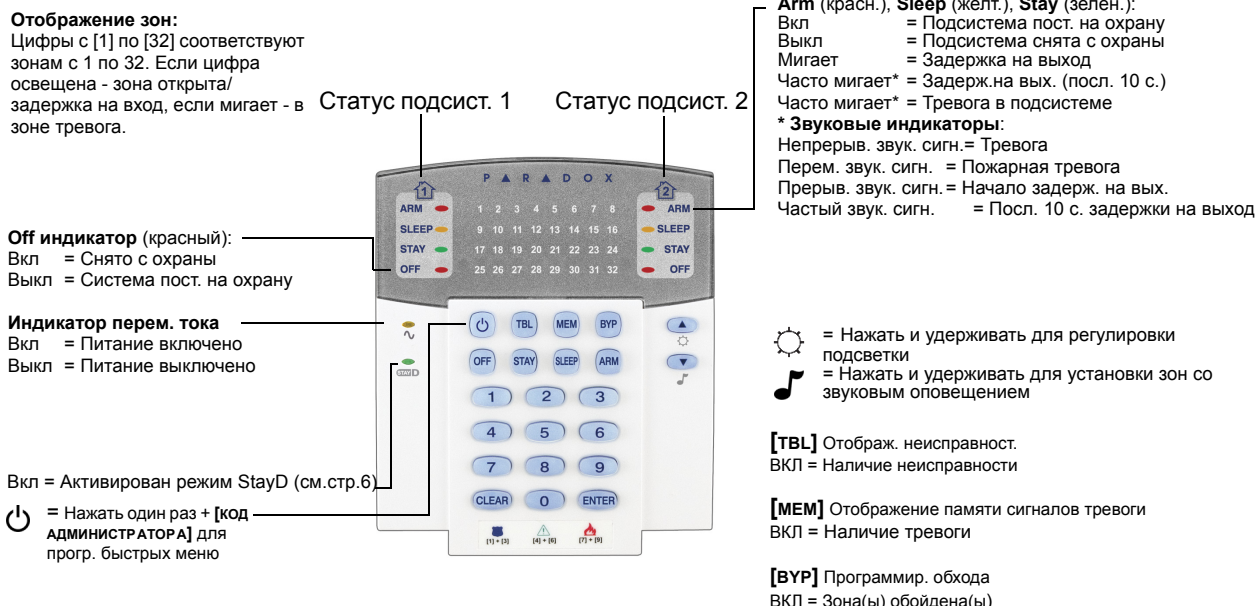 Отображение зон:
Цифры с [1] по [32] соответствуют
зонам с 1 по 32. Если цифра
освещена - зона открыта/
задержка на вход, если мигает - в
зоне тревога.
Статус подсист. 1
Статус подсист. 2
Arm (красн.), Sleep (желт.), Stay (зелен.):
Вкл = Подсистема пост. на охрану
Выкл = Подсистема снята с охраны
Мигает = Задержка на выход
Часто мигает* = Задерж.на вых. (посл. 10 с.)
Часто мигает* = Тревога в подсистеме
* Звуковые индикаторы:
Непрерыв. звук. сигн.= Тревога
Перем. звук. сигн. = Пожарная тревога
Прерыв. звук. сигн. = Начало задерж. на вых.
Частый звук. сигн. = Посл. 10 с. задержки на выход
Off индикатор (красный):
Вкл = Снято с охраны
Выкл = Система пост. на охрану
Индикатор перем. тока
Вкл = Питание включено
Выкл = Питание выключено
Вкл = Активирован режим StayD (см.стр.6)
= Нажать один раз + [КОД
АДМИНИСТРАТОРА] для
прогр. быстрых меню
PARADOX
1 2
ARM 1 2 3 4 5 6 7 8 ARM
SLEEP 9 10 11 12 13 14 15 16 SLEEP
STAY 17 18 19 20 21 22 23 24 STAY
OFF 25 26 27 28 29 30 31 32 OFF
TBL MEM BYP
STAY D
OFF STAY SLEEP ARM
1 2 3
4 5 6
7 8 9
CLEAR 0 ENTER
[1] + [3] [4] + [6] [7] + [9]
= Нажать и удерживать для регулировки
подсветки
= Нажать и удерживать для установки зон со
звуковым оповещением
[TBL] Отображ. неисправност.
ВКЛ = Наличие неисправности
[MEM] Отображение памяти сигналов тревоги
ВКЛ = Наличие тревоги
[BYP] Программир. обхода
ВКЛ = Зона(ы) обойдена(ы)